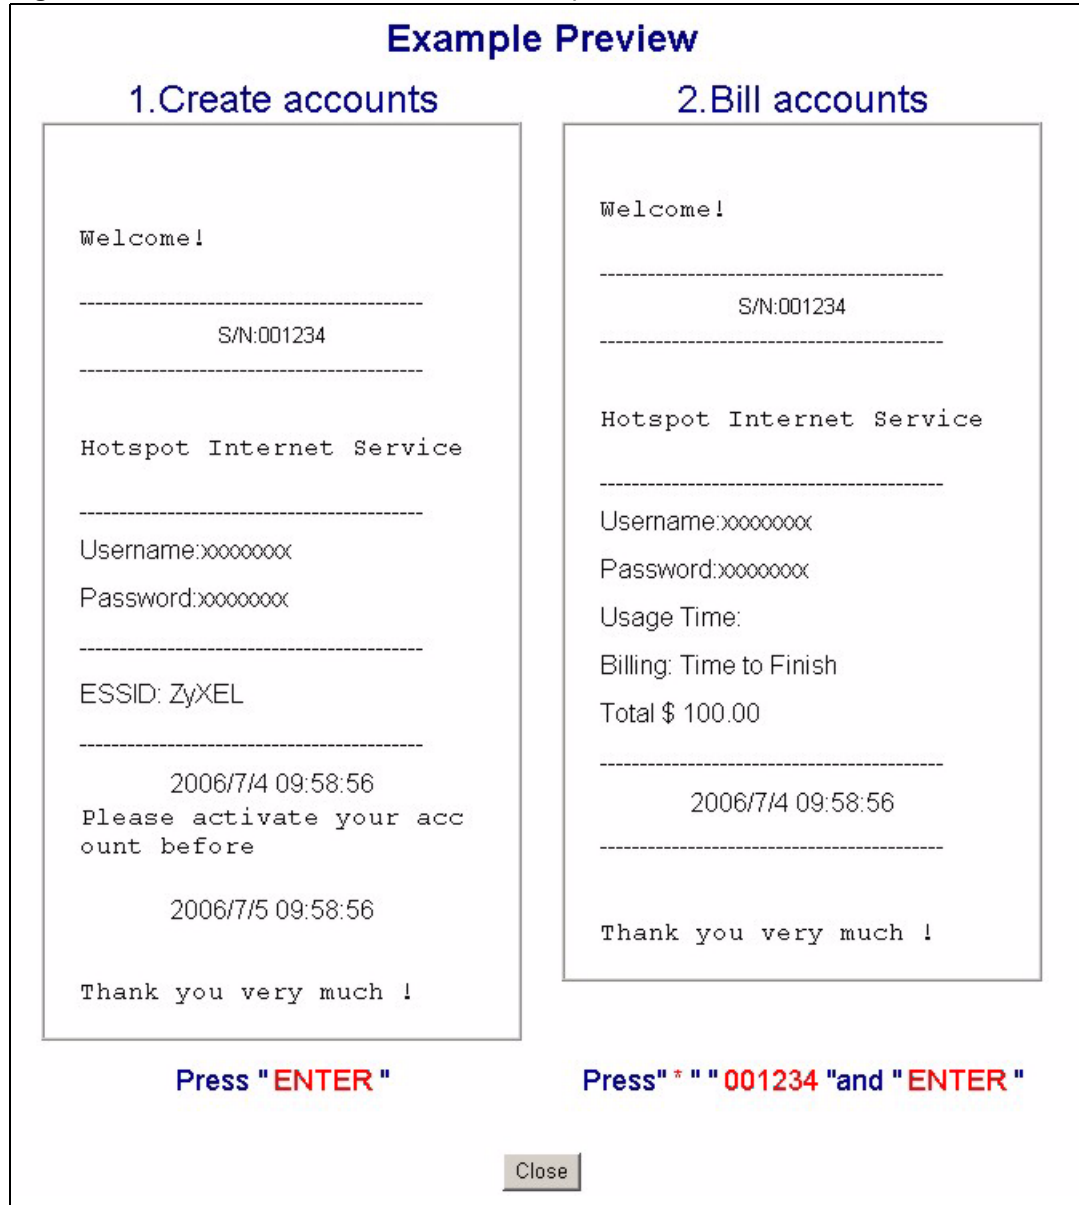 Example Preview
1.Create accounts
Welcome!
-------------------------------------------
S/N:001234
-------------------------------------------
Hotspot Internet Service
-------------------------------------------
Username:xxxxxxxx
Password:xxxxxxxx
-------------------------------------------
ESSID: ZyXEL
-------------------------------------------
2006/7/4 09:58:56
Please activate your acc
ount before
2006/7/5 09:58:56
Thank you very much !
Press "ENTER "
2.Bill accounts
Welcome!
-------------------------------------------
S/N:001234
-------------------------------------------
Hotspot Internet Service
-------------------------------------------
Username:xxxxxxxx
Password:xxxxxxxx
Usage Time:
Billing: Time to Finish
Total $ 100.00
-------------------------------------------
2006/7/4 09:58:56
-------------------------------------------
Thank you very much !
Press" * " " 001234 "and "ENTER "
Close